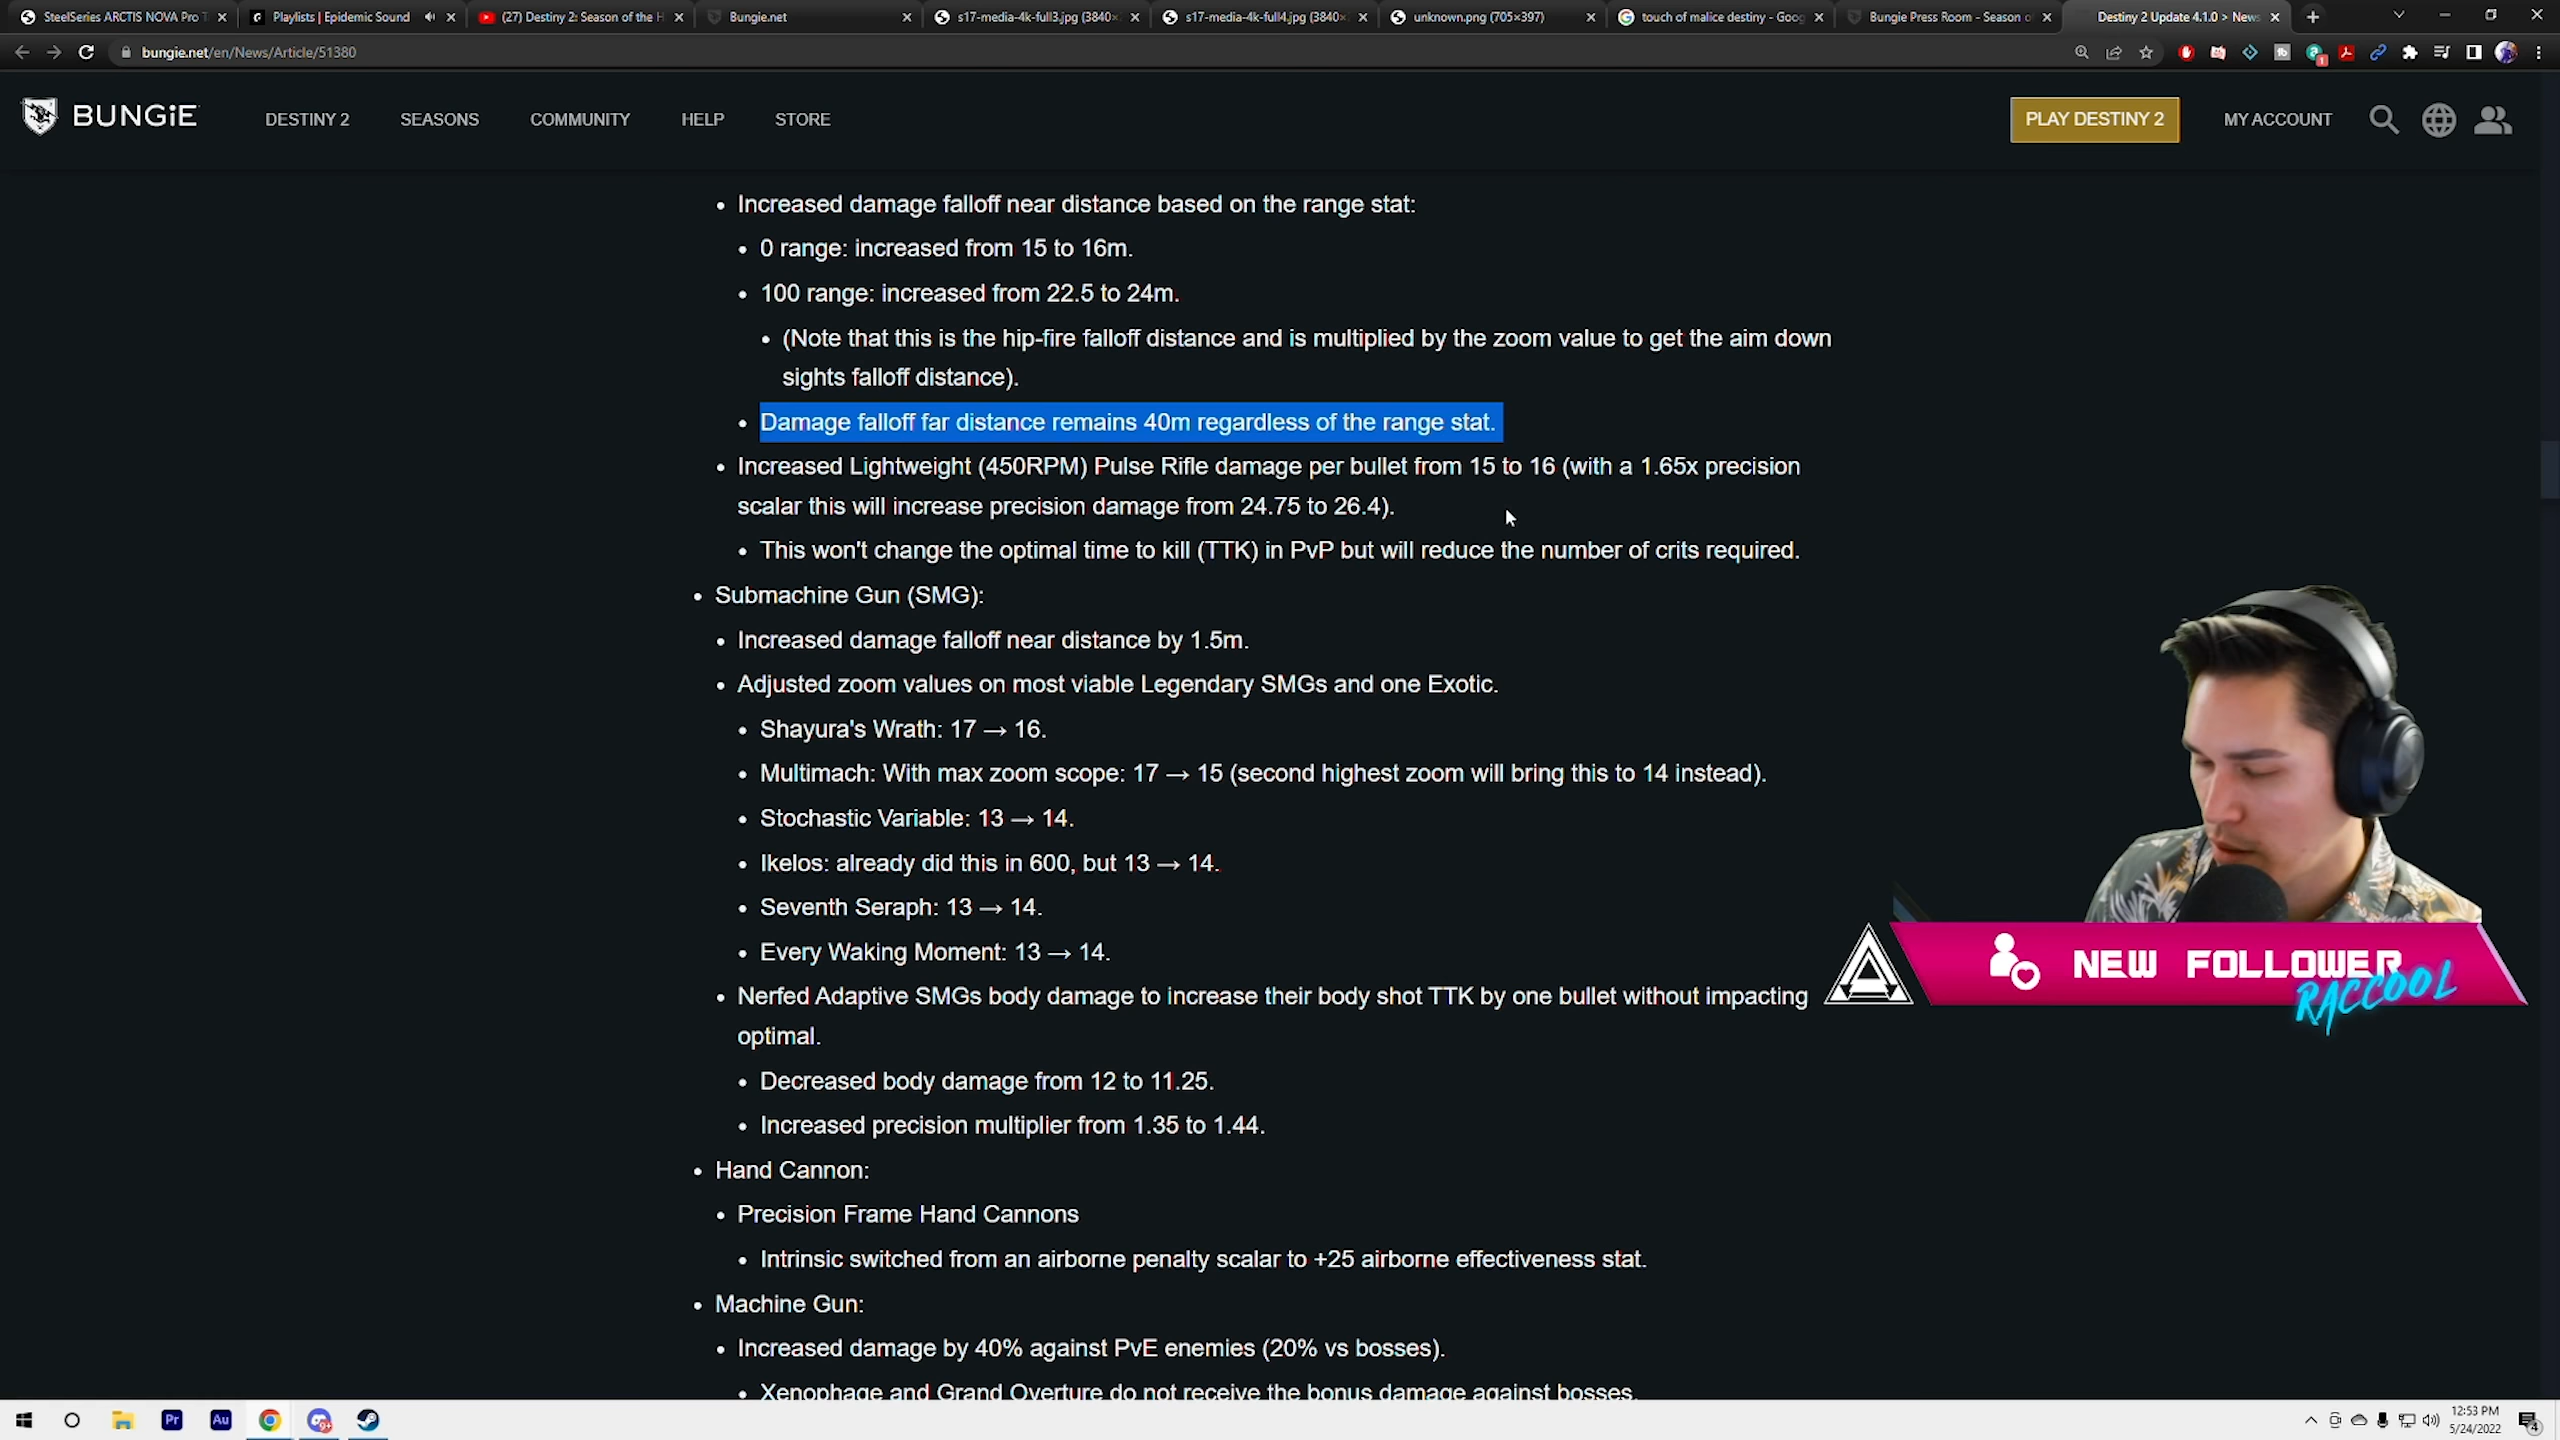 SteelSeries ARCTIS NOVA Pro T
Playlists | Epidemic Sound
(27) Destiny 2: Season of the H
Bungie.net
s17-media-4k-full3.jpg (3840×
s17-media-4k-full4.jpg (3840×
unknown.png (705×397)
touch of malice destiny - Goog
Bungie Press Room - Season o
Destiny 2 Update 4.1.0 > News
bungie.net/en/News/Article/51380
BUNGiE
DESTINY 2
SEASONS
COMMUNITY
HELP
STORE
PLAY DESTINY 2
MY ACCOUNT
Increased damage falloff near distance based on the range stat:
0 range: increased from 15 to 16m.
100 range: increased from 22.5 to 24m.
(Note that this is the hip-fire falloff distance and is multiplied by the zoom value to get the aim down
sights falloff distance).
Damage falloff far distance remains 40m regardless of the range stat.
Increased Lightweight (450RPM) Pulse Rifle damage per bullet from 15 to 16 (with a 1.65x precision
scalar this will increase precision damage from 24.75 to 26.4).
This won't change the optimal time to kill (TTK) in PvP but will reduce the number of crits required.
Submachine Gun (SMG):
Increased damage falloff near distance by 1.5m.
Adjusted zoom values on most viable Legendary SMGs and one Exotic.
Shayura's Wrath: 17 → 16.
Multimach: With max zoom scope: 17 → 15 (second highest zoom will bring this to 14 instead).
Stochastic Variable: 13 → 14.
Ikelos: already did this in 600, but 13 → 14.
Seventh Seraph: 13 → 14.
Every Waking Moment: 13 → 14.
Nerfed Adaptive SMGs body damage to increase their body shot TTK by one bullet without impacting
optimal.
Decreased body damage from 12 to 11.25.
Increased precision multiplier from 1.35 to 1.44.
Hand Cannon:
Precision Frame Hand Cannons
Intrinsic switched from an airborne penalty scalar to +25 airborne effectiveness stat.
Machine Gun:
Increased damage by 40% against PvE enemies (20% vs bosses).
Xenophage and Grand Overture do not receive the bonus damage against bosses.
NEW FOLLOWER
RACCOOL
Pr
Au
12:53 PM
5/24/2022